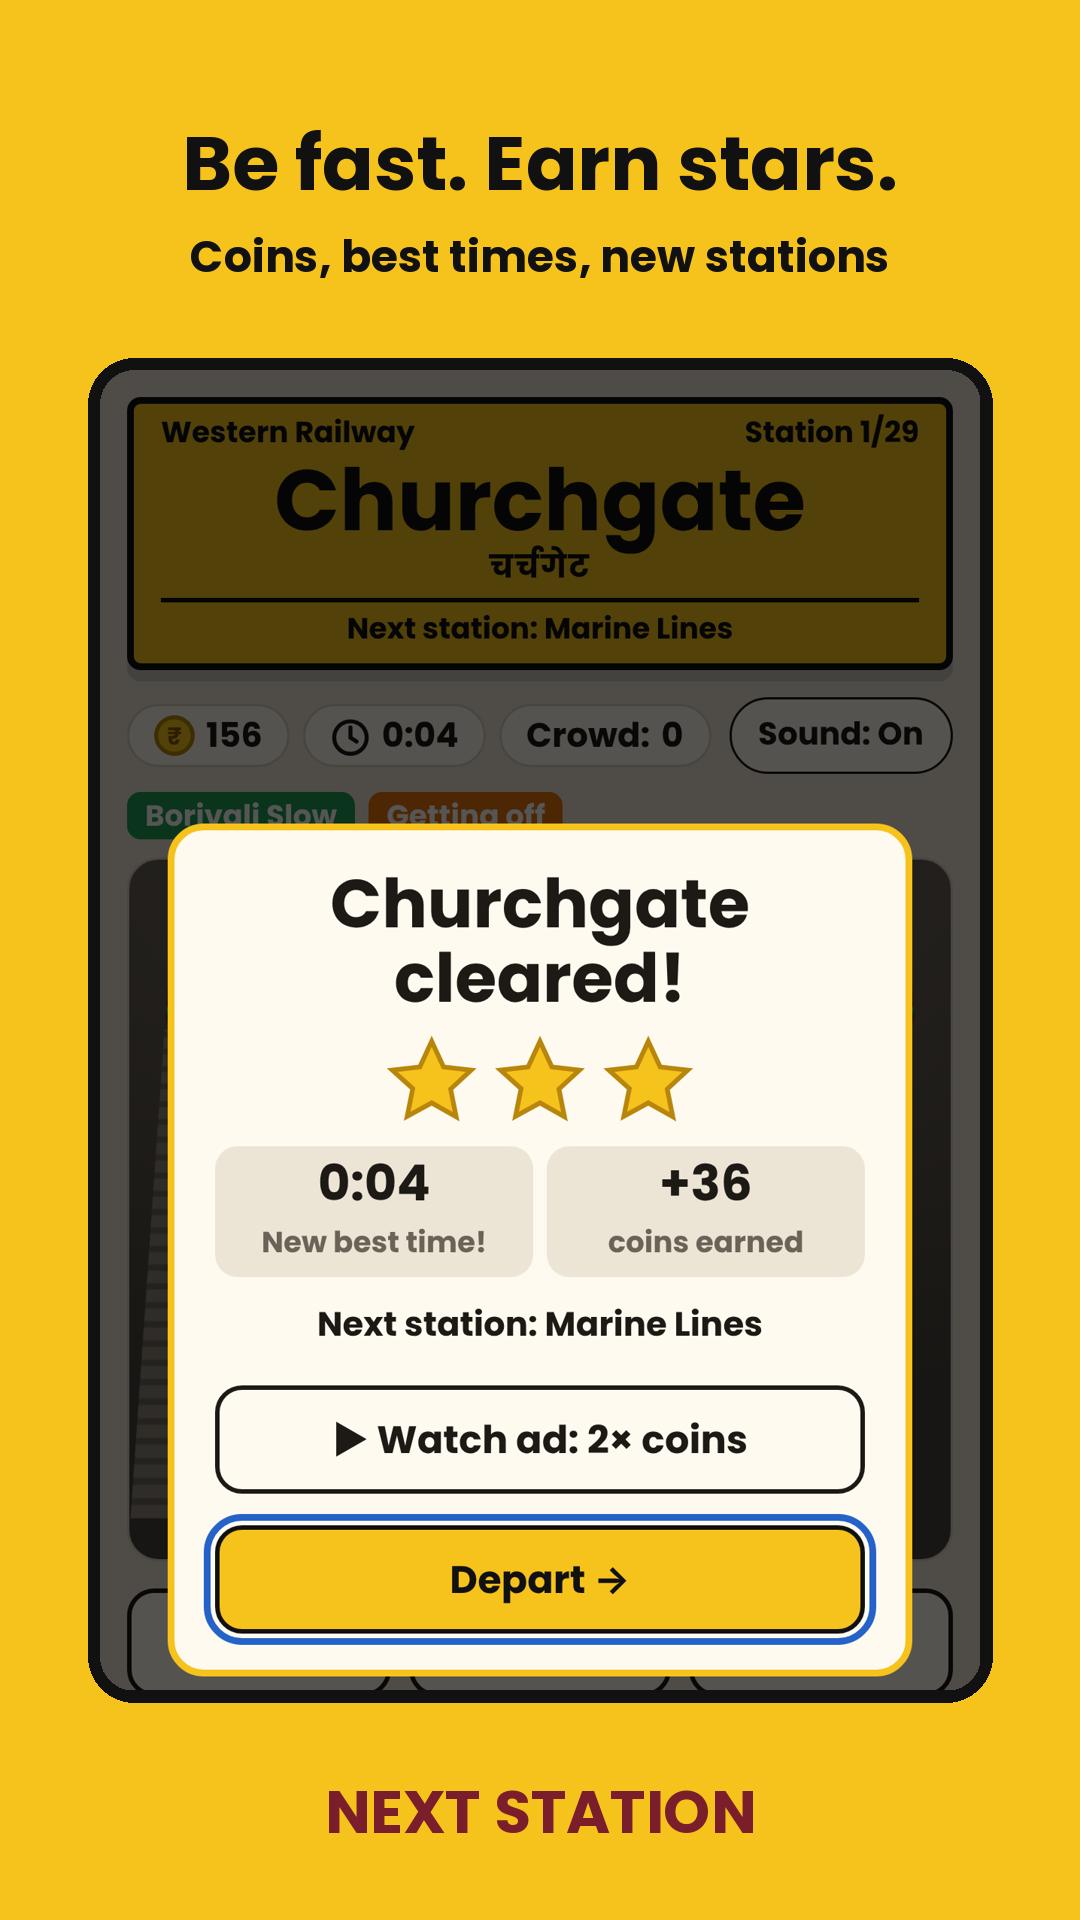 Be fast. Earn stars.
Coins, best times, new stations
Western Railway
Station 1/29
Churchgate
चर्चगेट
Next station: Marine Lines
₹ 156
0:04
Crowd: 0
Sound: On
Borivali Slow
Getting off
Churchgate
cleared!
0:04
New best time!
+36
coins earned
Next station: Marine Lines
▶ Watch ad: 2× coins
Depart →
NEXT STATION